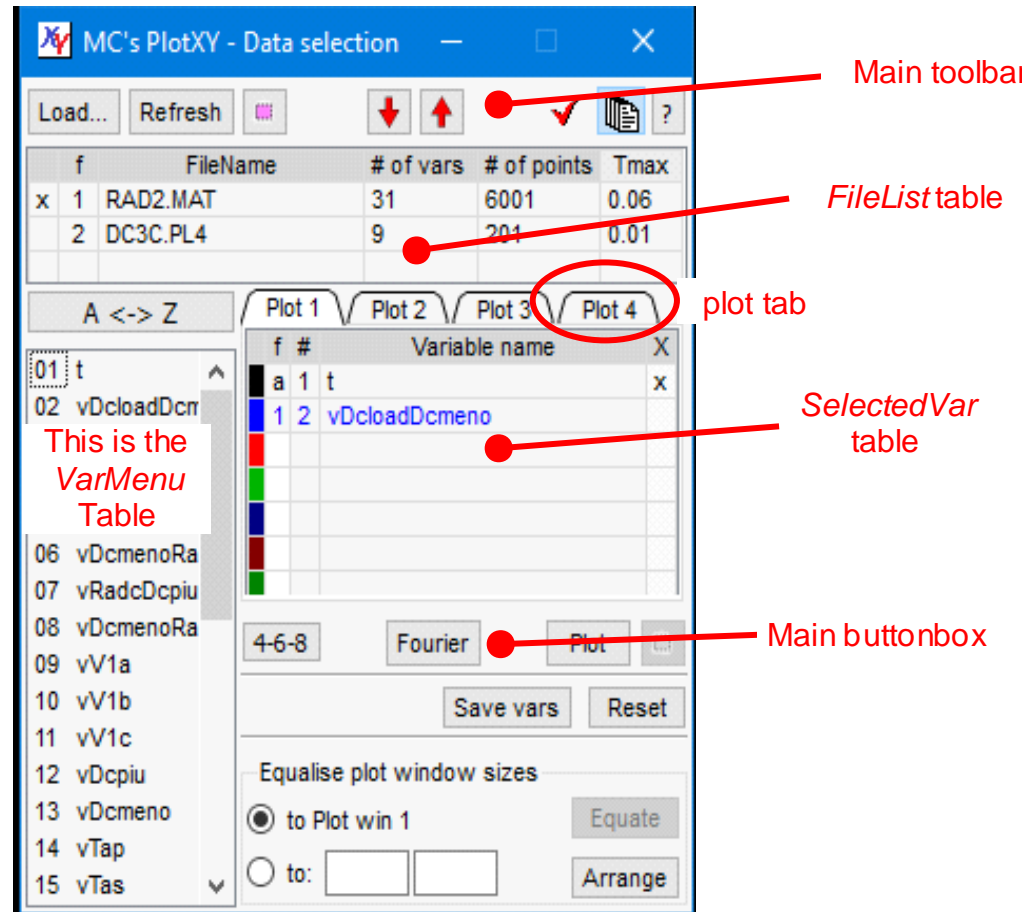 MC's PlotXY - Data selection
Main toolbar
Load... Refresh ?
f FileName # of vars # of points Tmax
x 1 RAD2.MAT 31 6001 0.06
FileList table
2 DC3C.PL4 9 201 0.01
A <-> Z
Plot 1 Plot 2 Plot 3 Plot 4
plot tab
f # Variable name X
01 t
a 1 t x
02 vDcloadDcm
1 2 vDcloadDcmeno
SelectedVar
table
This is the
VarMenu
Table
06 vDcmenoRa
07 vRadcDcpiu
08 vDcmenoRa
4-6-8 Fourier Plot
Main buttonbox
09 vV1a
10 vV1b
Save vars Reset
11 vV1c
12 vDcpiu
Equalise plot window sizes
13 vDcmeno
to Plot win 1 Equate
14 vTap
15 vTas
to: Arrange